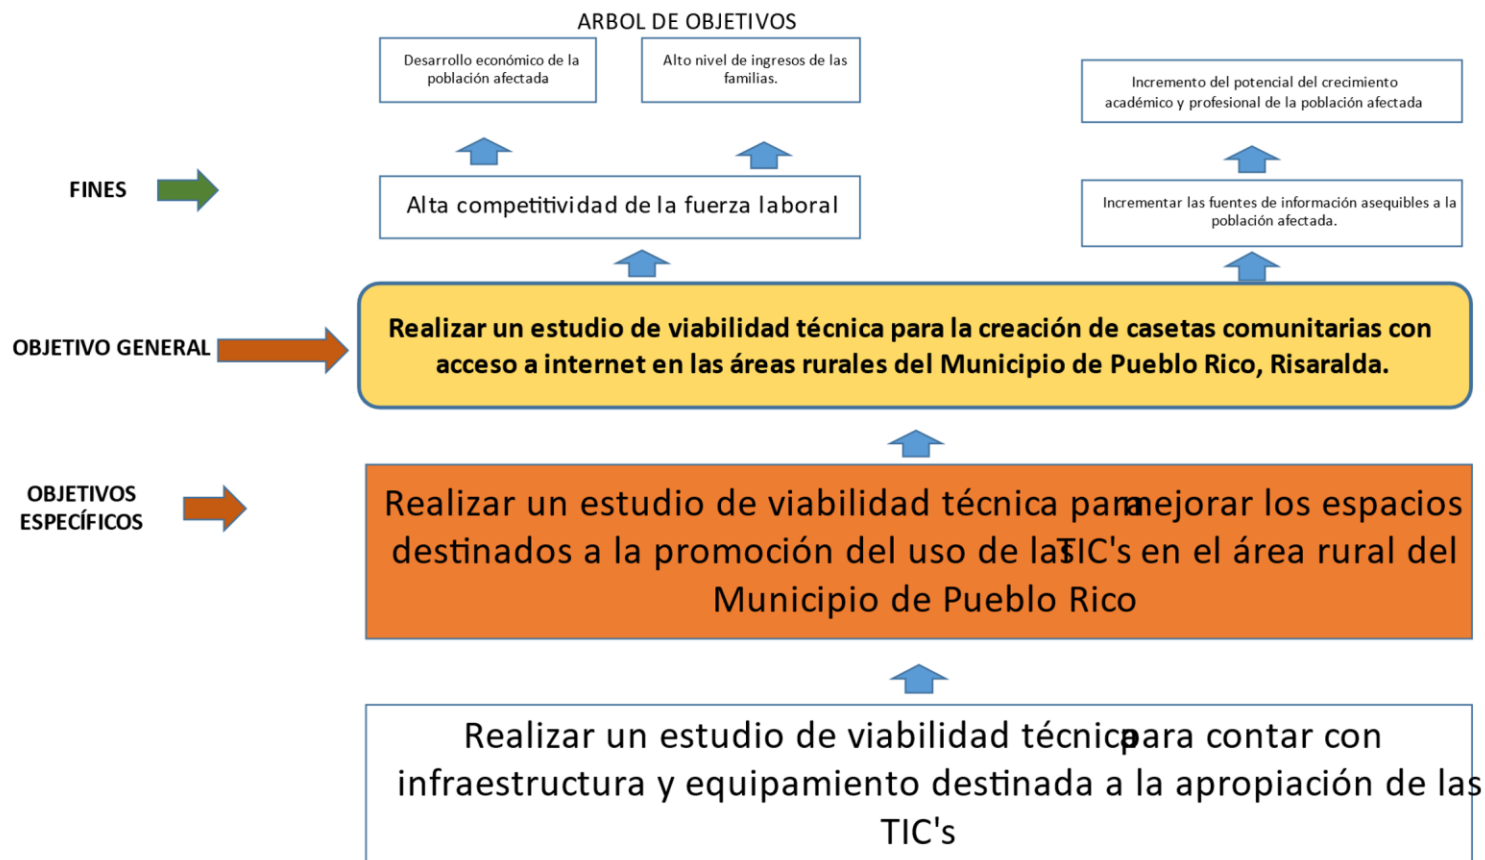 ARBOL DE OBJETIVOS
Desarrollo económico de la
población afectada
Alto nivel de ingresos de las
familias.
Incremento del potencial del crecimiento
académico y profesional de la población afectada
FINES
Alta competitividad de la fuerza laboral
Incrementar las fuentes de información asequibles a la
población afectada.
OBJETIVO GENERAL
Realizar un estudio de viabilidad técnica para la creación de casetas comunitarias con
acceso a internet en las áreas rurales del Municipio de Pueblo Rico, Risaralda.
OBJETIVOS
ESPECÍFICOS
Realizar un estudio de viabilidad técnica para mejorar los espacios
destinados a la promoción del uso de las TIC's en el área rural del
Municipio de Pueblo Rico
Realizar un estudio de viabilidad técnica para contar con
infraestructura y equipamiento destinada a la apropiación de las
TIC's